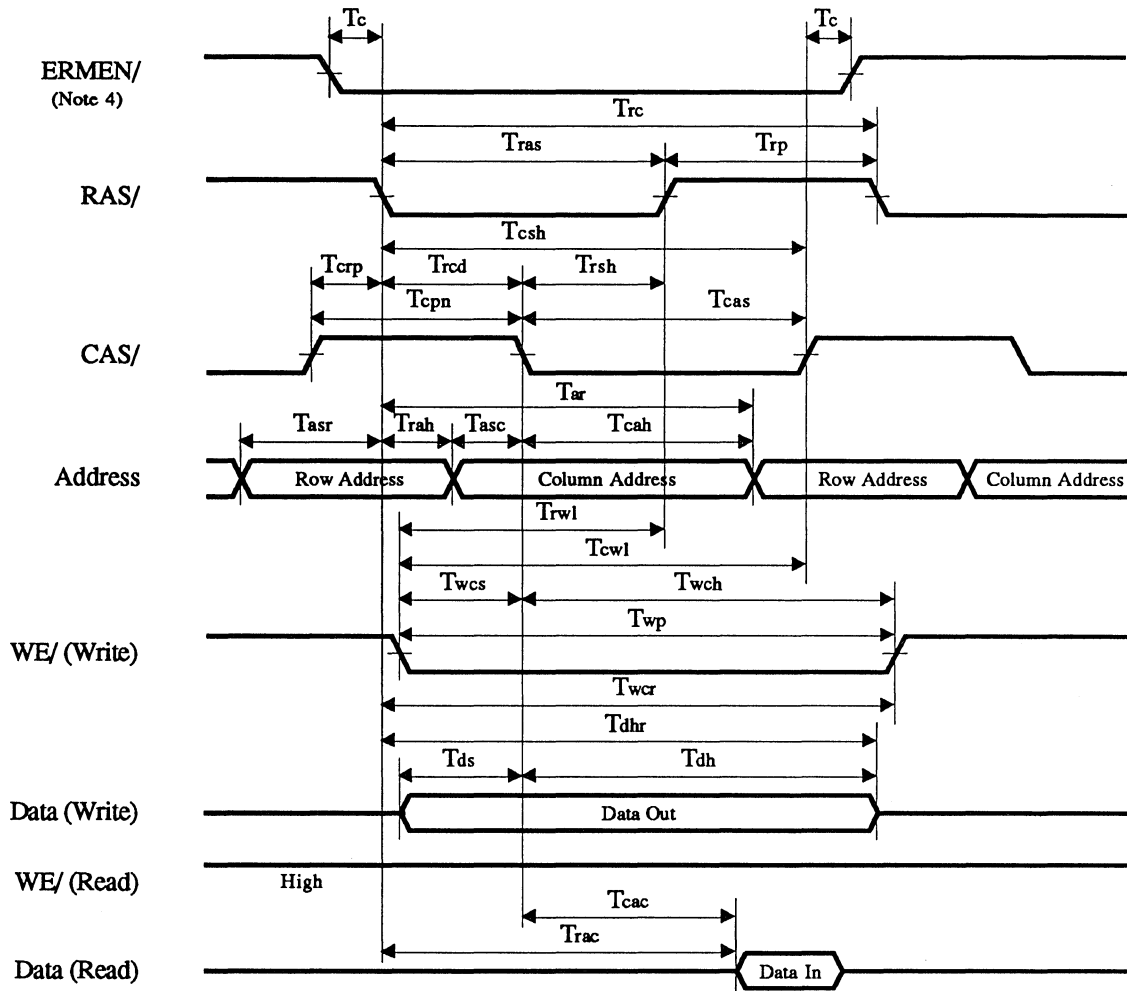 Tc Tc
ERMEN/
(Note 4)
Trc
Tras Trp
RAS/
Tcsh
Tcrp Trcd Trsh
Tcpn Tcas
CAS/
Tar
Tasr Trah Tasc Tcah
Address Row Address Column Address Row Address Column Address
Trwl
Tcwl
Twcs Twch
Twp
WE/ (Write)
Twcr
Tdhr
Tds Tdh
Data (Write) Data Out
WE/ (Read) High
Tcac
Trac
Data (Read) Data In